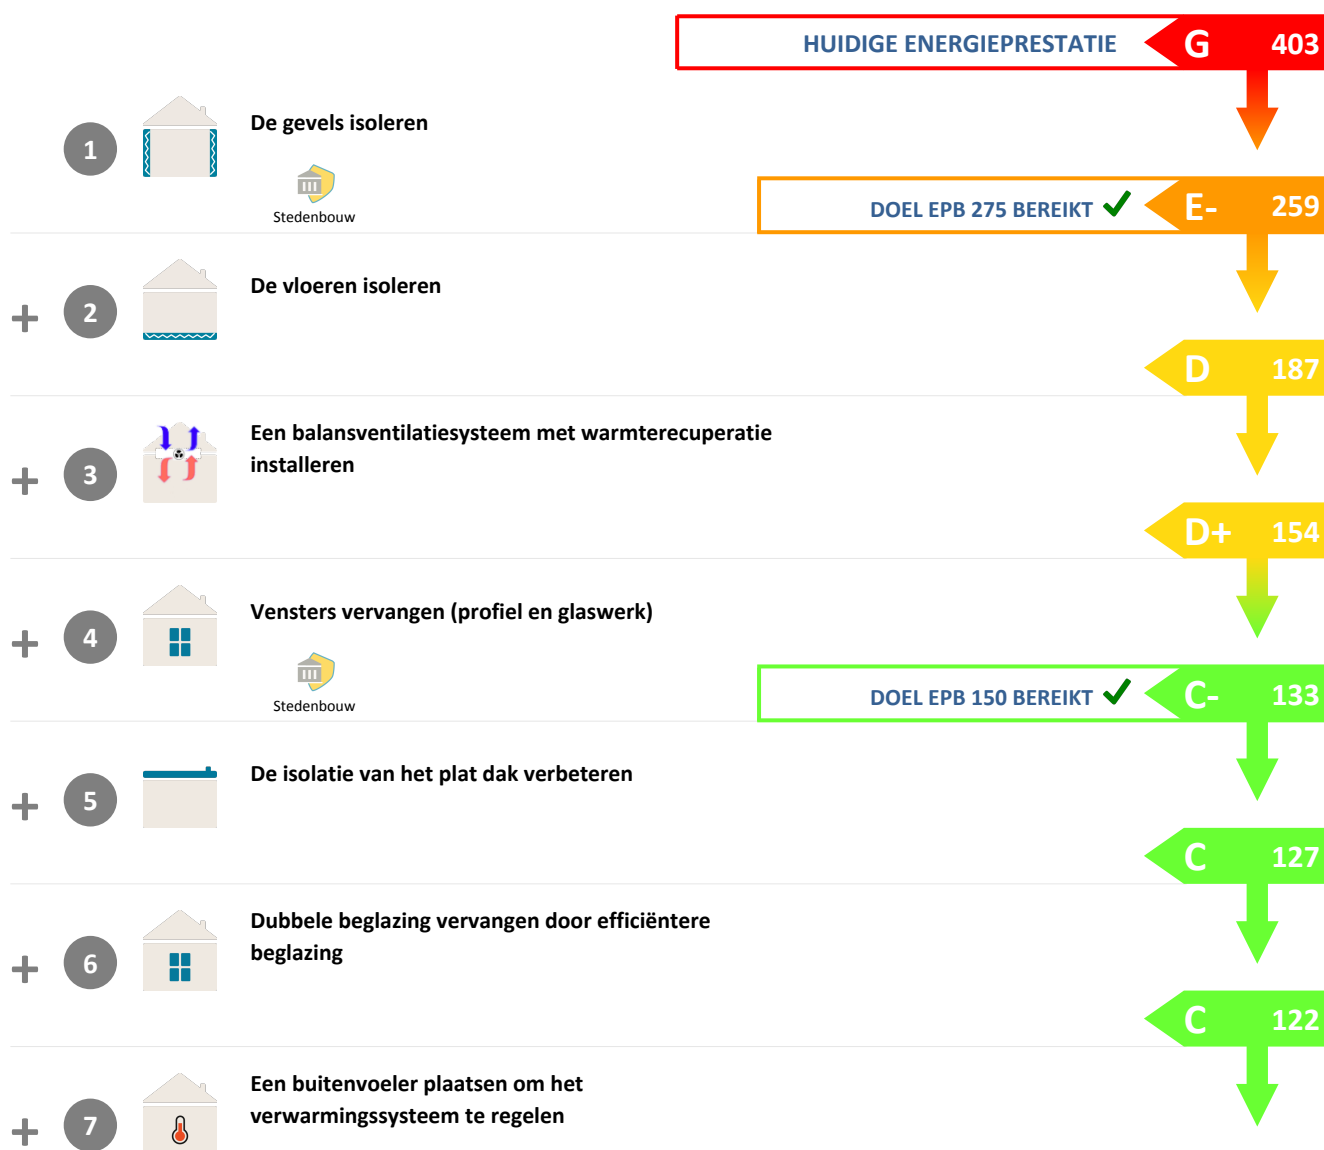 HUIDIGE ENERGIEPRESTATIE G 403
1 De gevels isoleren
Stedenbouw
DOEL EPB 275 BEREIKT E- 259
+ 2 De vloeren isoleren
D 187
+ 3 Een balansventilatiesysteem met warmterecuperatie
installeren
D+ 154
+ 4 Vensters vervangen (profiel en glaswerk)
Stedenbouw
DOEL EPB 150 BEREIKT C- 133
+ 5 De isolatie van het plat dak verbeteren
C 127
+ 6 Dubbele beglazing vervangen door efficiëntere
beglazing
C 122
+ 7 Een buitenvoeler plaatsen om het
verwarmingssysteem te regelen